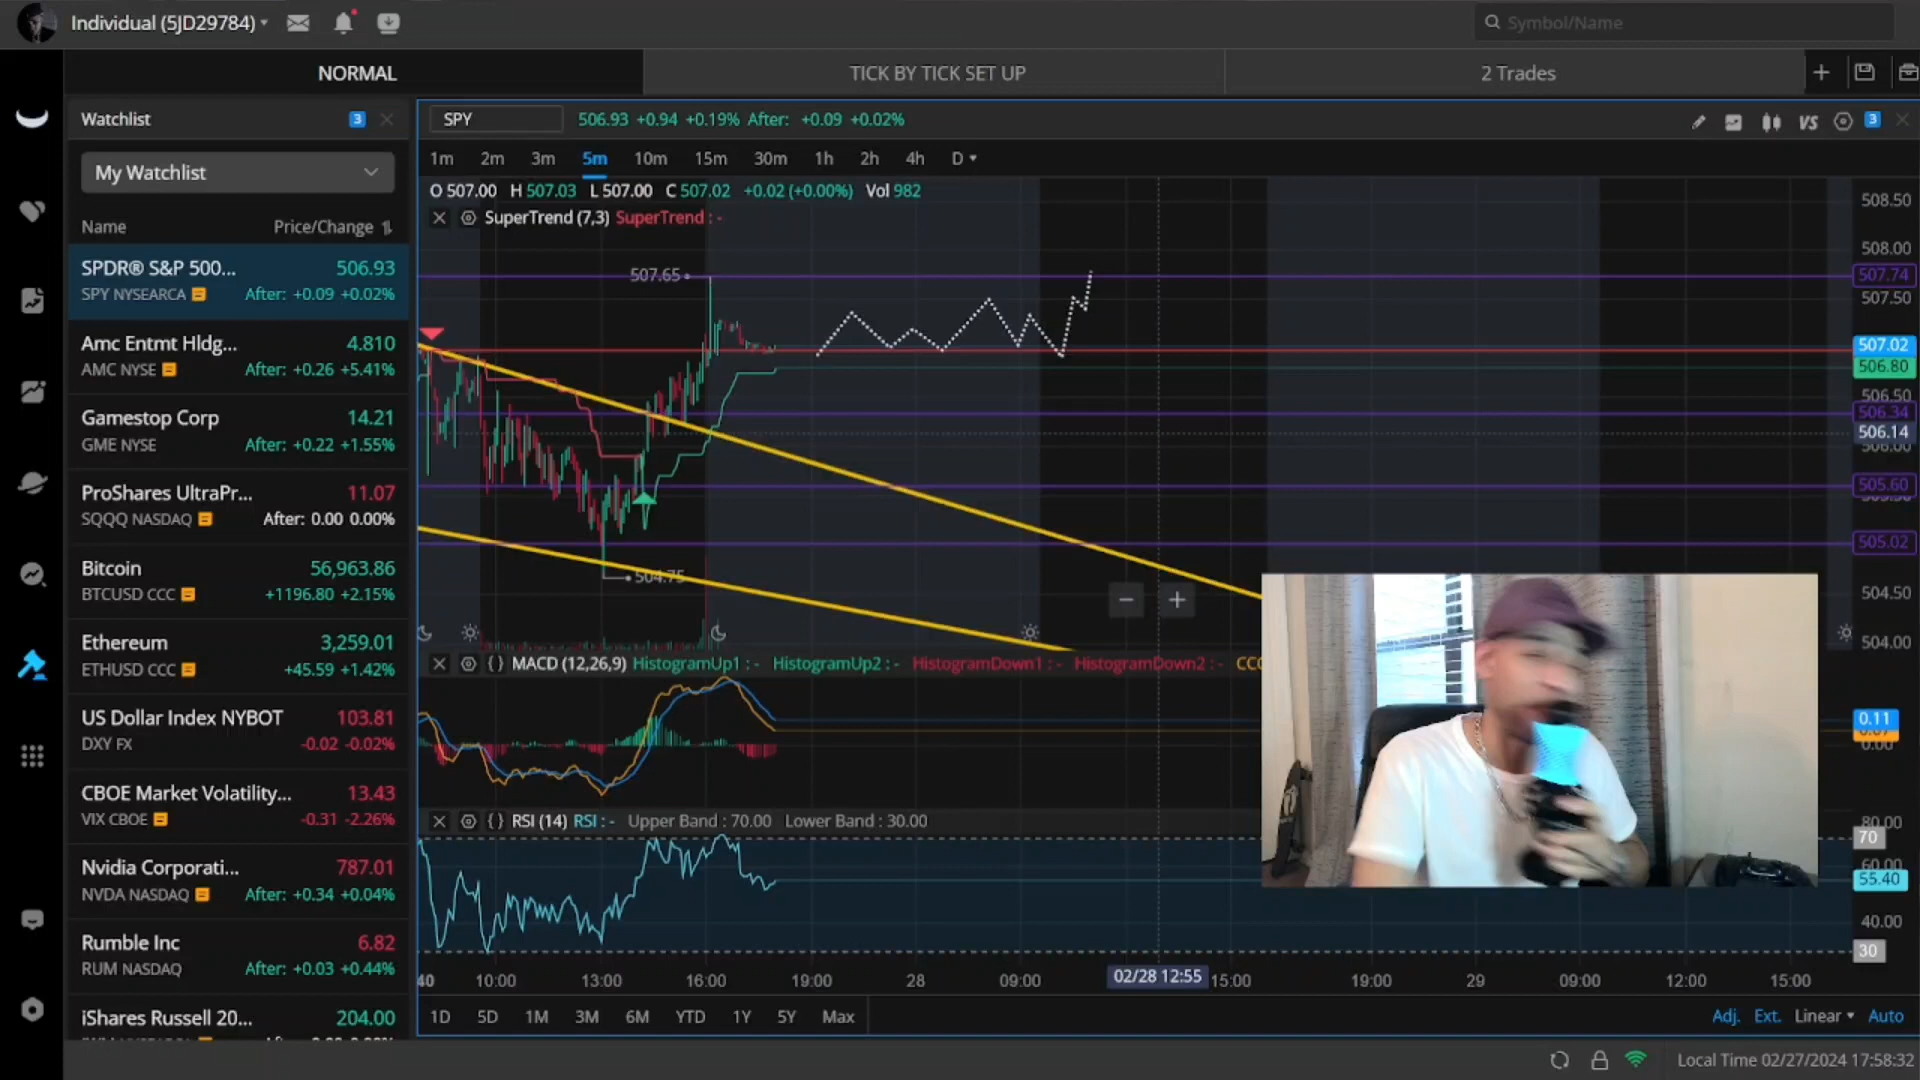 Individual (5JD29784)
Symbol/Name
NORMAL
TICK BY TICK SET UP
2 Trades
Watchlist
3
My Watchlist
Name Price/Change
SPDR® S&P 500... 506.93
SPY NYSEARCA After: +0.09 +0.02%
Amc Entmt Hldg... 4.810
AMC NYSE After: +0.26 +5.41%
Gamestop Corp 14.21
GME NYSE After: +0.22 +1.55%
ProShares UltraPr... 11.07
SQQQ NASDAQ After: 0.00 0.00%
Bitcoin 56,963.86
BTCUSD CCC +1196.80 +2.15%
Ethereum 3,259.01
ETHUSD CCC +45.59 +1.42%
US Dollar Index NYBOT 103.81
DXY FX -0.02 -0.02%
CBOE Market Volatility... 13.43
VIX CBOE -0.31 -2.26%
Nvidia Corporati... 787.01
NVDA NASDAQ After: +0.34 +0.04%
Rumble Inc 6.82
RUM NASDAQ After: +0.03 +0.44%
iShares Russell 20... 204.00
SPY 506.93 +0.94 +0.19% After: +0.09 +0.02%
VS
3
1m 2m 3m 5m 10m 15m 30m 1h 2h 4h D
O 507.00 H 507.03 L 507.00 C 507.02 +0.02 (+0.00%) Vol 982
SuperTrend (7,3) SuperTrend : -
507.65
504.75
508.50
508.00
507.74
507.50
507.02
506.80
506.50
506.34
506.14
506.00
505.60
505.02
504.50
504.00
MACD (12,26,9) HistogramUp1 : - HistogramUp2 : - HistogramDown1 : - HistogramDown2 : -
0.11
0.00
RSI (14) RSI : - Upper Band : 70.00 Lower Band : 30.00
80.00
70
60.00
55.40
40.00
30
40 10:00 13:00 16:00 19:00 28 09:00 02/28 12:55 15:00 19:00 29 09:00 12:00 15:00
1D 5D 1M 3M 6M YTD 1Y 5Y Max
Adj. Ext. Linear Auto
Local Time 02/27/2024 17:58:32